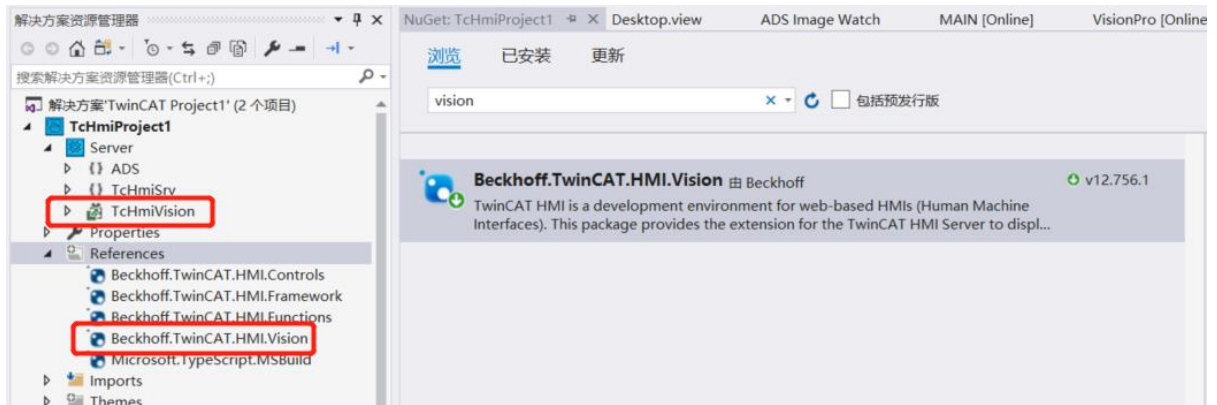 解决方案资源管理器
搜索解决方案资源管理器(Ctrl+;)
解决方案'TwinCAT Project1' (2 个项目)
TcHmiProject1
Server
ADS
TcHmiSrv
TcHmiVision
Properties
References
Beckhoff.TwinCAT.HMI.Controls
Beckhoff.TwinCAT.HMI.Framework
Beckhoff.TwinCAT.HMI.Functions
Beckhoff.TwinCAT.HMI.Vision
Microsoft.TypeScript.MSBuild
Imports
Themes
NuGet: TcHmiProject1 Desktop.view ADS Image Watch MAIN [Online] VisionPro [Online
浏览 已安装 更新
vision 包括预发行版
Beckhoff.TwinCAT.HMI.Vision 由 Beckhoff v12.756.1
TwinCAT HMI is a development environment for web-based HMIs (Human Machine
Interfaces). This package provides the extension for the TwinCAT HMI Server to displ...